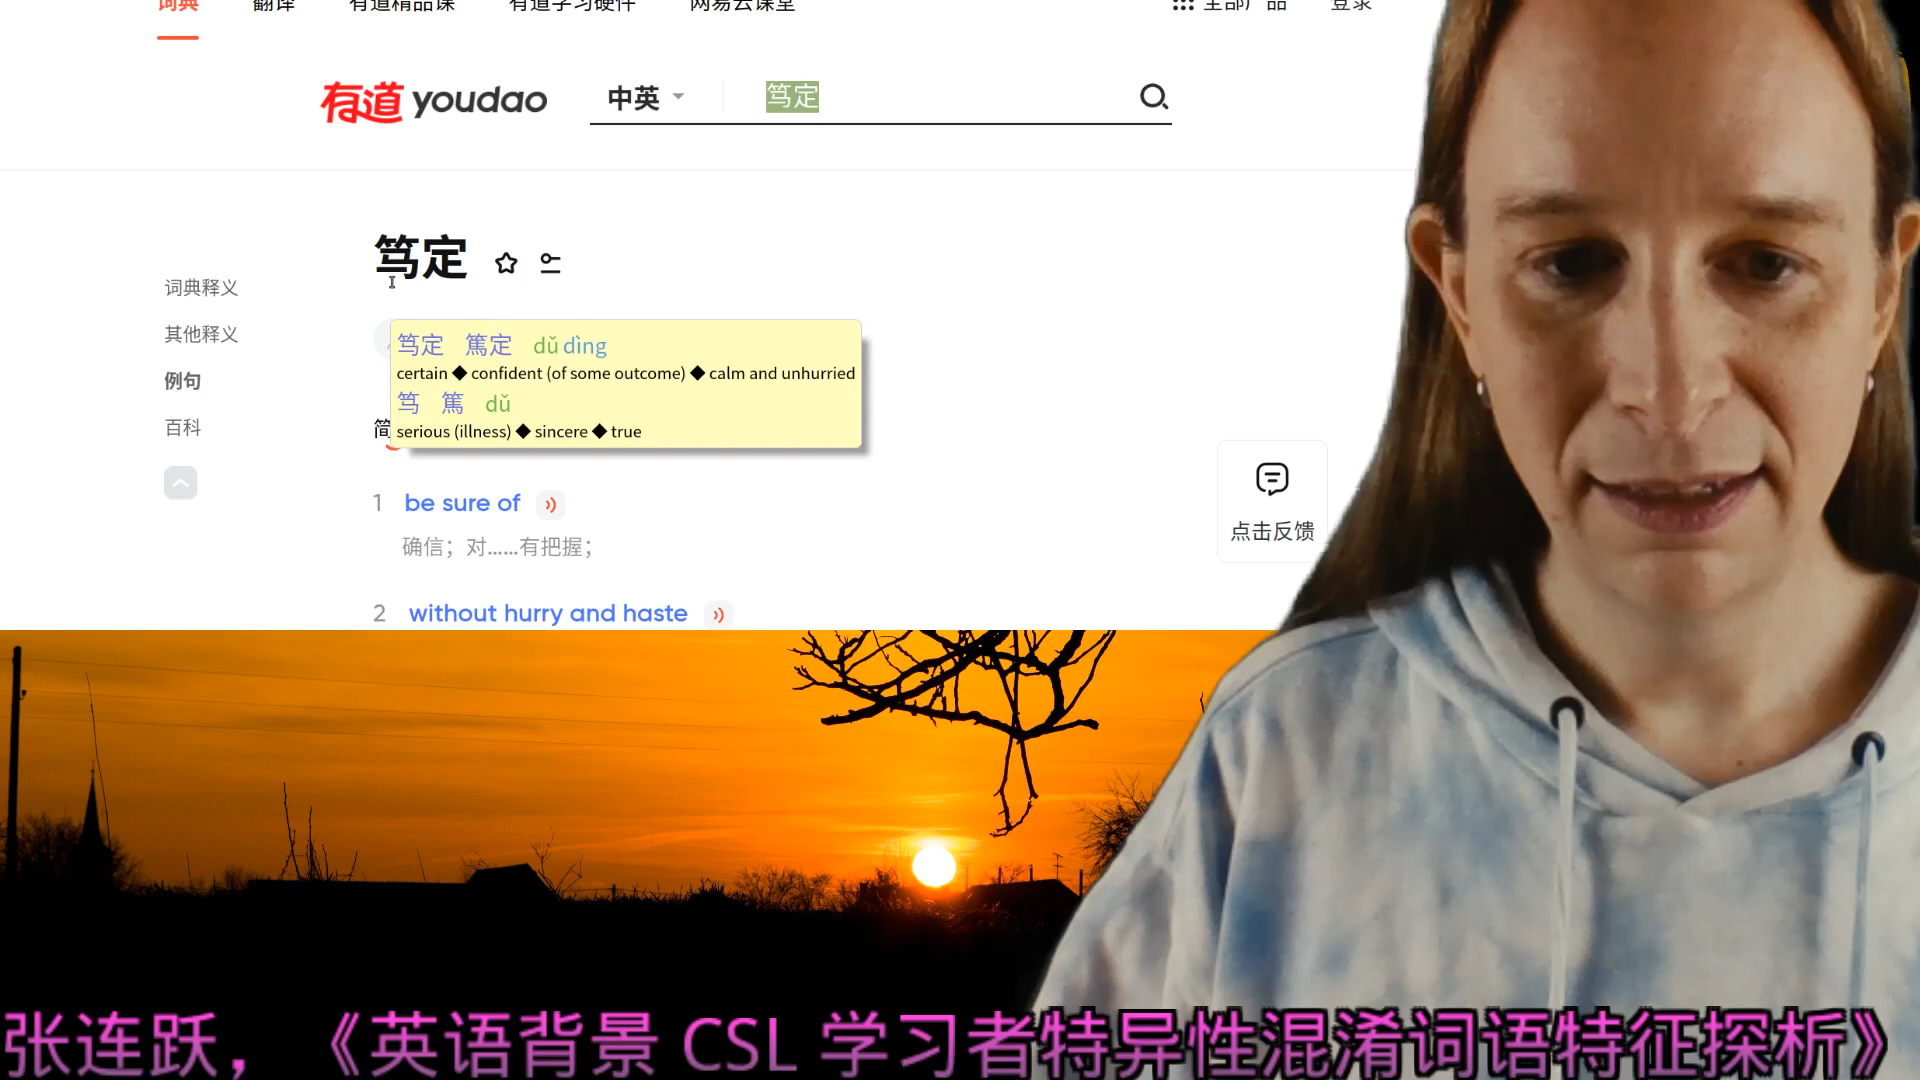 词典 翻译 有道精品课 有道学习硬件 网易云课堂 全部产品 登录
有道 youdao 中英 笃定
笃定
词典释义
其他释义
例句
百科
笃定 篤定 dǔ dìng
certain ◆ confident (of some outcome) ◆ calm and unhurried
笃 篤 dǔ
serious (illness) ◆ sincere ◆ true
简
1 be sure of
确信；对……有把握；
2 without hurry and haste
点击反馈
张连跃，《英语背景 CSL 学习者特异性混淆词语特征探析》